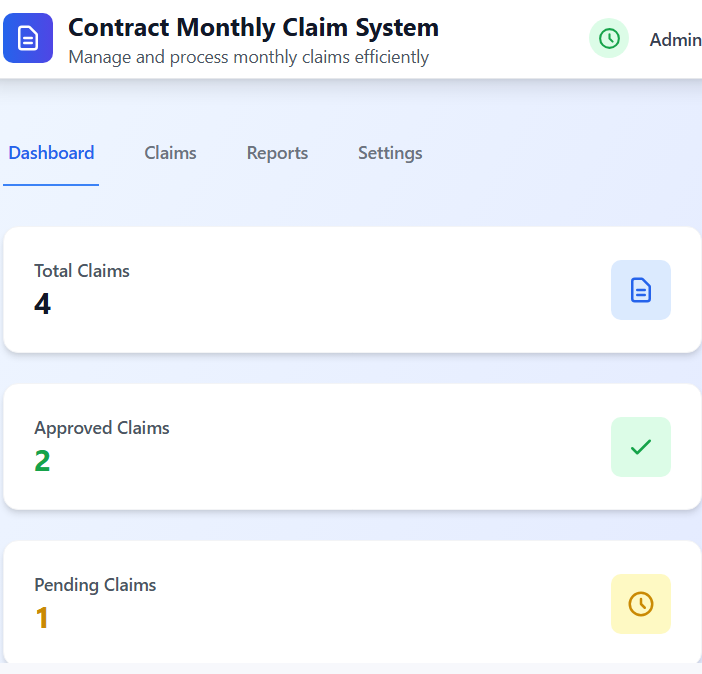 Contract Monthly Claim System
Manage and process monthly claims efficiently
Admin
Dashboard
Claims
Reports
Settings
Total Claims
4
Approved Claims
2
Pending Claims
1